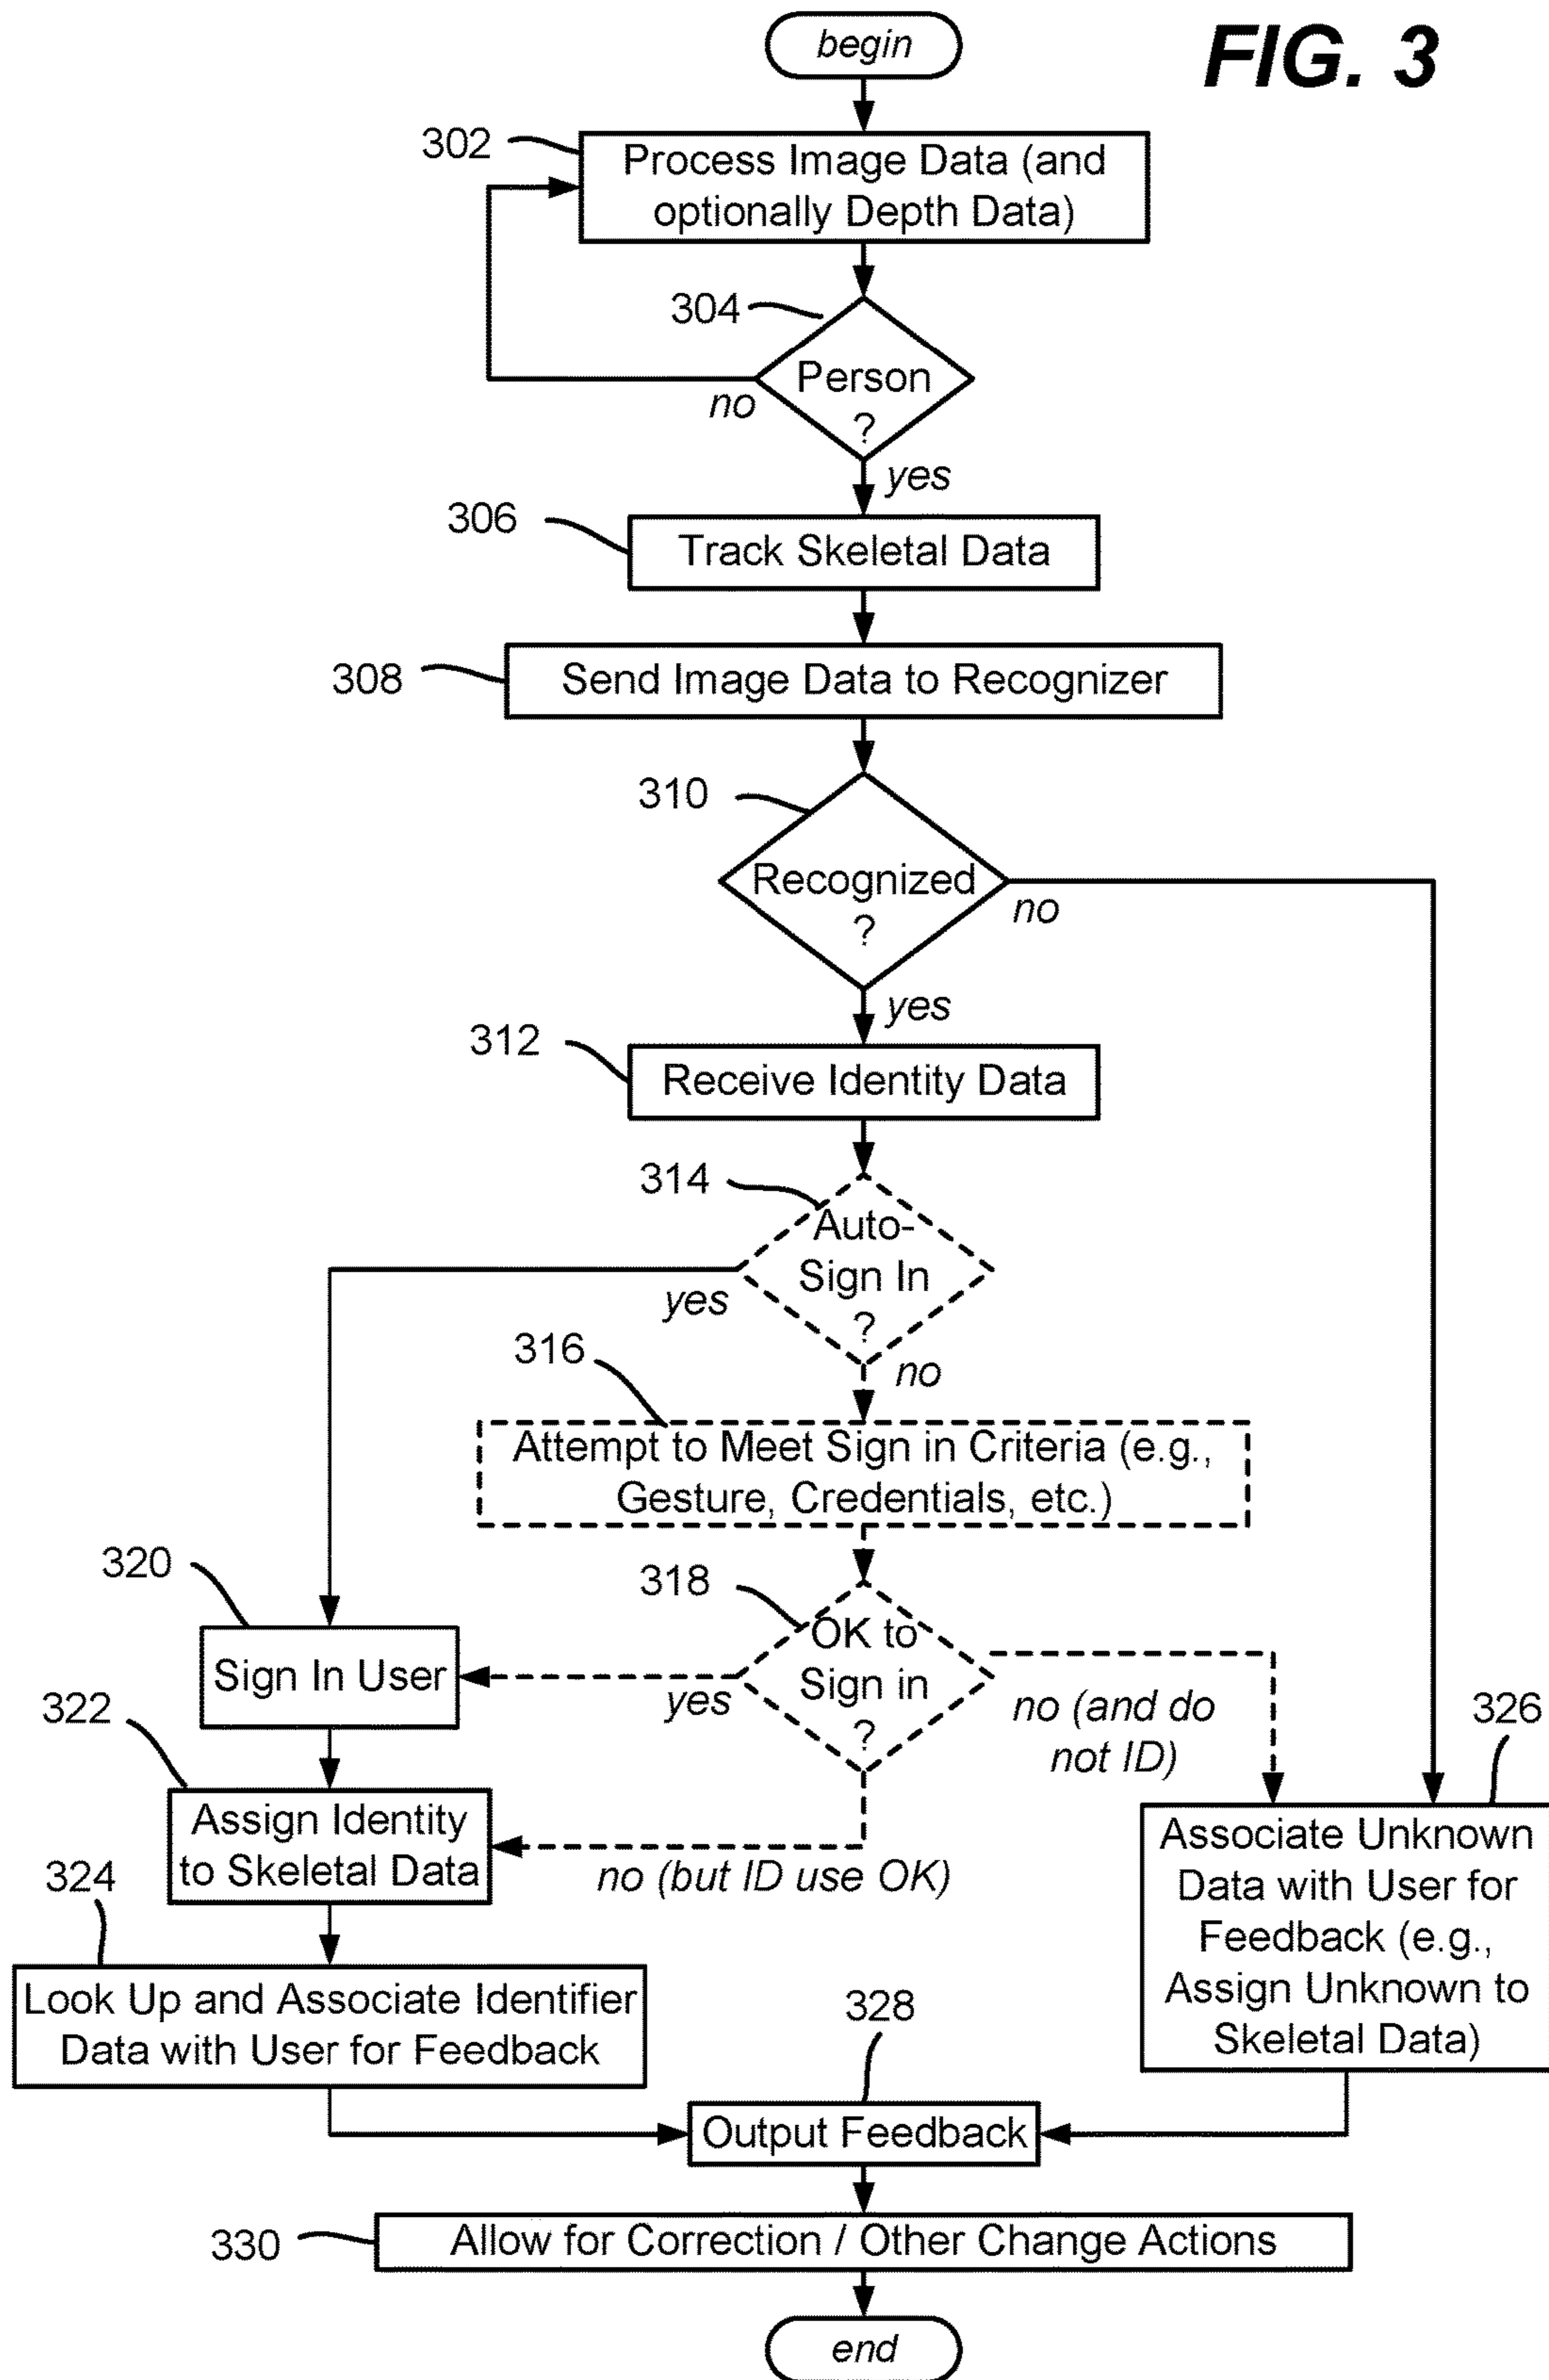 begin
FIG. 3
302
Process Image Data (and
optionally Depth Data)
304
Person
?
no
yes
306
Track Skeletal Data
308
Send Image Data to Recognizer
310
Recognized
?
no
yes
312
Receive Identity Data
314
Auto-
Sign In
?
yes
no
316
Attempt to Meet Sign in Criteria (e.g.,
Gesture, Credentials, etc.)
318
OK to
Sign in
?
yes
no (and do
not ID)
no (but ID use OK)
320
Sign In User
322
Assign Identity
to Skeletal Data
324
Look Up and Associate Identifier
Data with User for Feedback
326
Associate Unknown
Data with User for
Feedback (e.g.,
Assign Unknown to
Skeletal Data)
328
Output Feedback
330
Allow for Correction / Other Change Actions
end